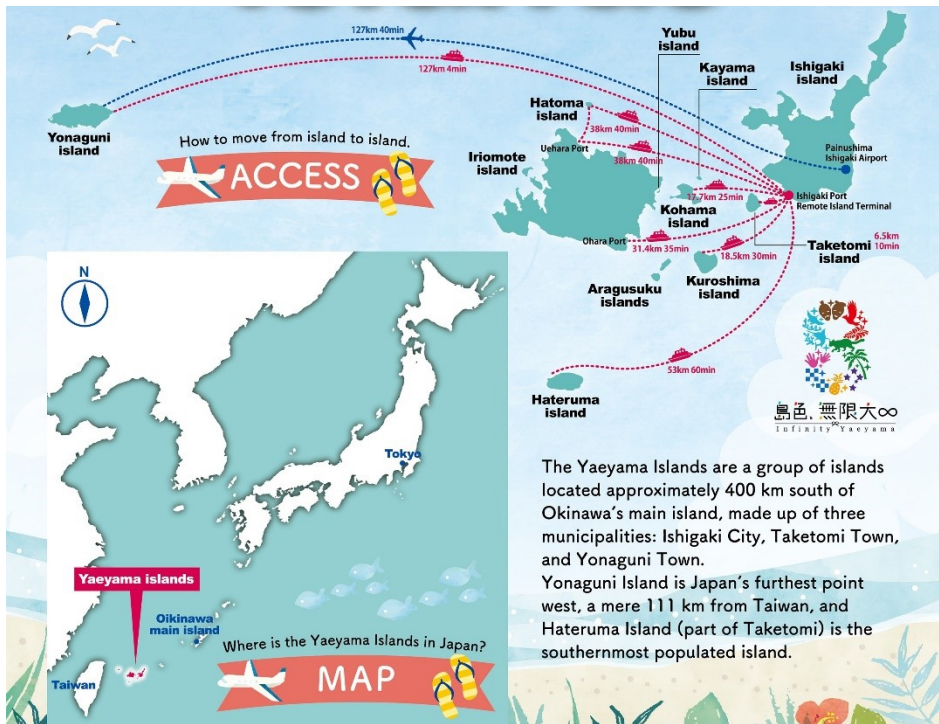 127km 40min
127km 4min
Yonaguni
island
How to move from island to island.
ACCESS
Yubu
island
Kayama
island
Ishigaki
island
Hatoma
island
38km 40min
Uehara Port
38km 40min
Iriomote
island
Painushima
Ishigaki Airport
17.7km 25min
Ishigaki Port
Remote Island Terminal
Kohama
island
Ohara Port
31.4km 35min
18.5km 30min
Taketomi
island
6.5km
10min
Aragusuku
islands
Kuroshima
island
53km 60min
Hateruma
island
島色、無限大∞
Infinity Yaeyama
N
Tokyo
Yaeyama islands
Oikinawa
main island
Taiwan
Where is the Yaeyama Islands in Japan?
MAP
The Yaeyama Islands are a group of islands
located approximately 400 km south of
Okinawa's main island, made up of three
municipalities: Ishigaki City, Taketomi Town,
and Yonaguni Town.
Yonaguni Island is Japan's furthest point
west, a mere 111 km from Taiwan, and
Hateruma Island (part of Taketomi) is the
southernmost populated island.